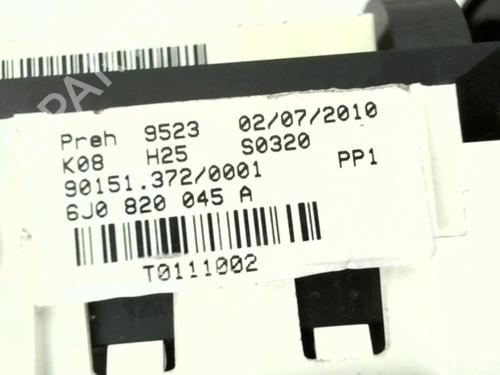 Preh 9523 02/07/2010
K08 H25 S0320
90151.372/0001 PP1
6J0 820 045 A
T0111002